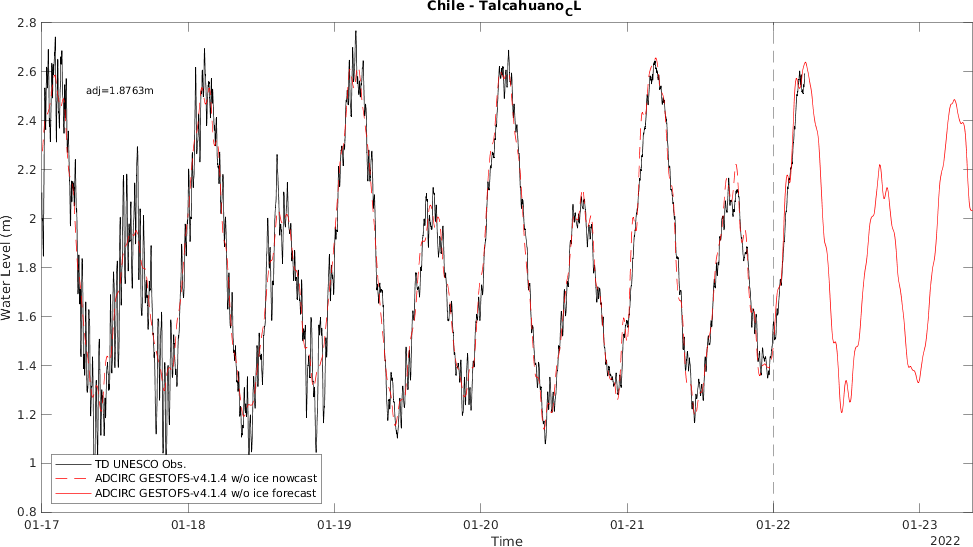 Chile - Talcahuano_CL
2.8
2.6
2.4
2.2
2
1.8
1.6
1.4
1.2
1
0.8
Water Level (m)
adj=1.8763m
TD UNESCO Obs.
ADCIRC GESTOFS-v4.1.4 w/o ice nowcast
ADCIRC GESTOFS-v4.1.4 w/o ice forecast
01-17 01-18 01-19 01-20 01-21 01-22 01-23
Time
2022